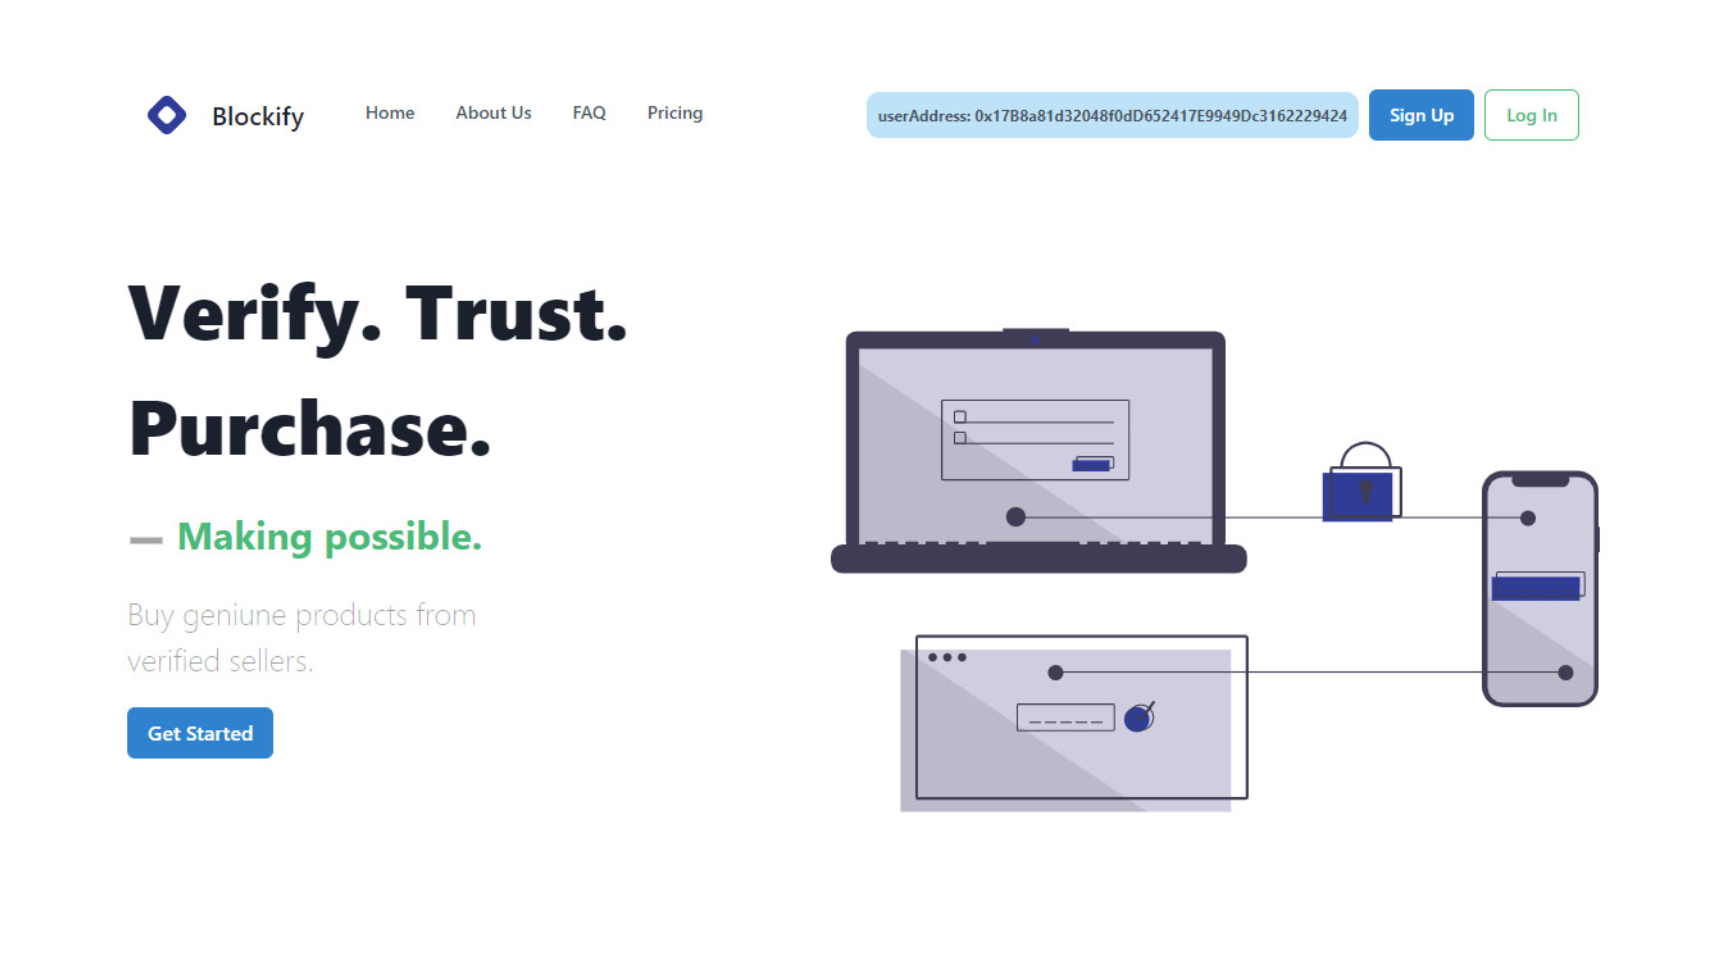 Blockify
Home
About Us
FAQ
Pricing
userAddress: 0x17B8a81d32048f0dD652417E9949Dc3162229424
Sign Up
Log In
Verify. Trust.
Purchase.
— Making possible.
Buy geniune products from
verified sellers.
Get Started